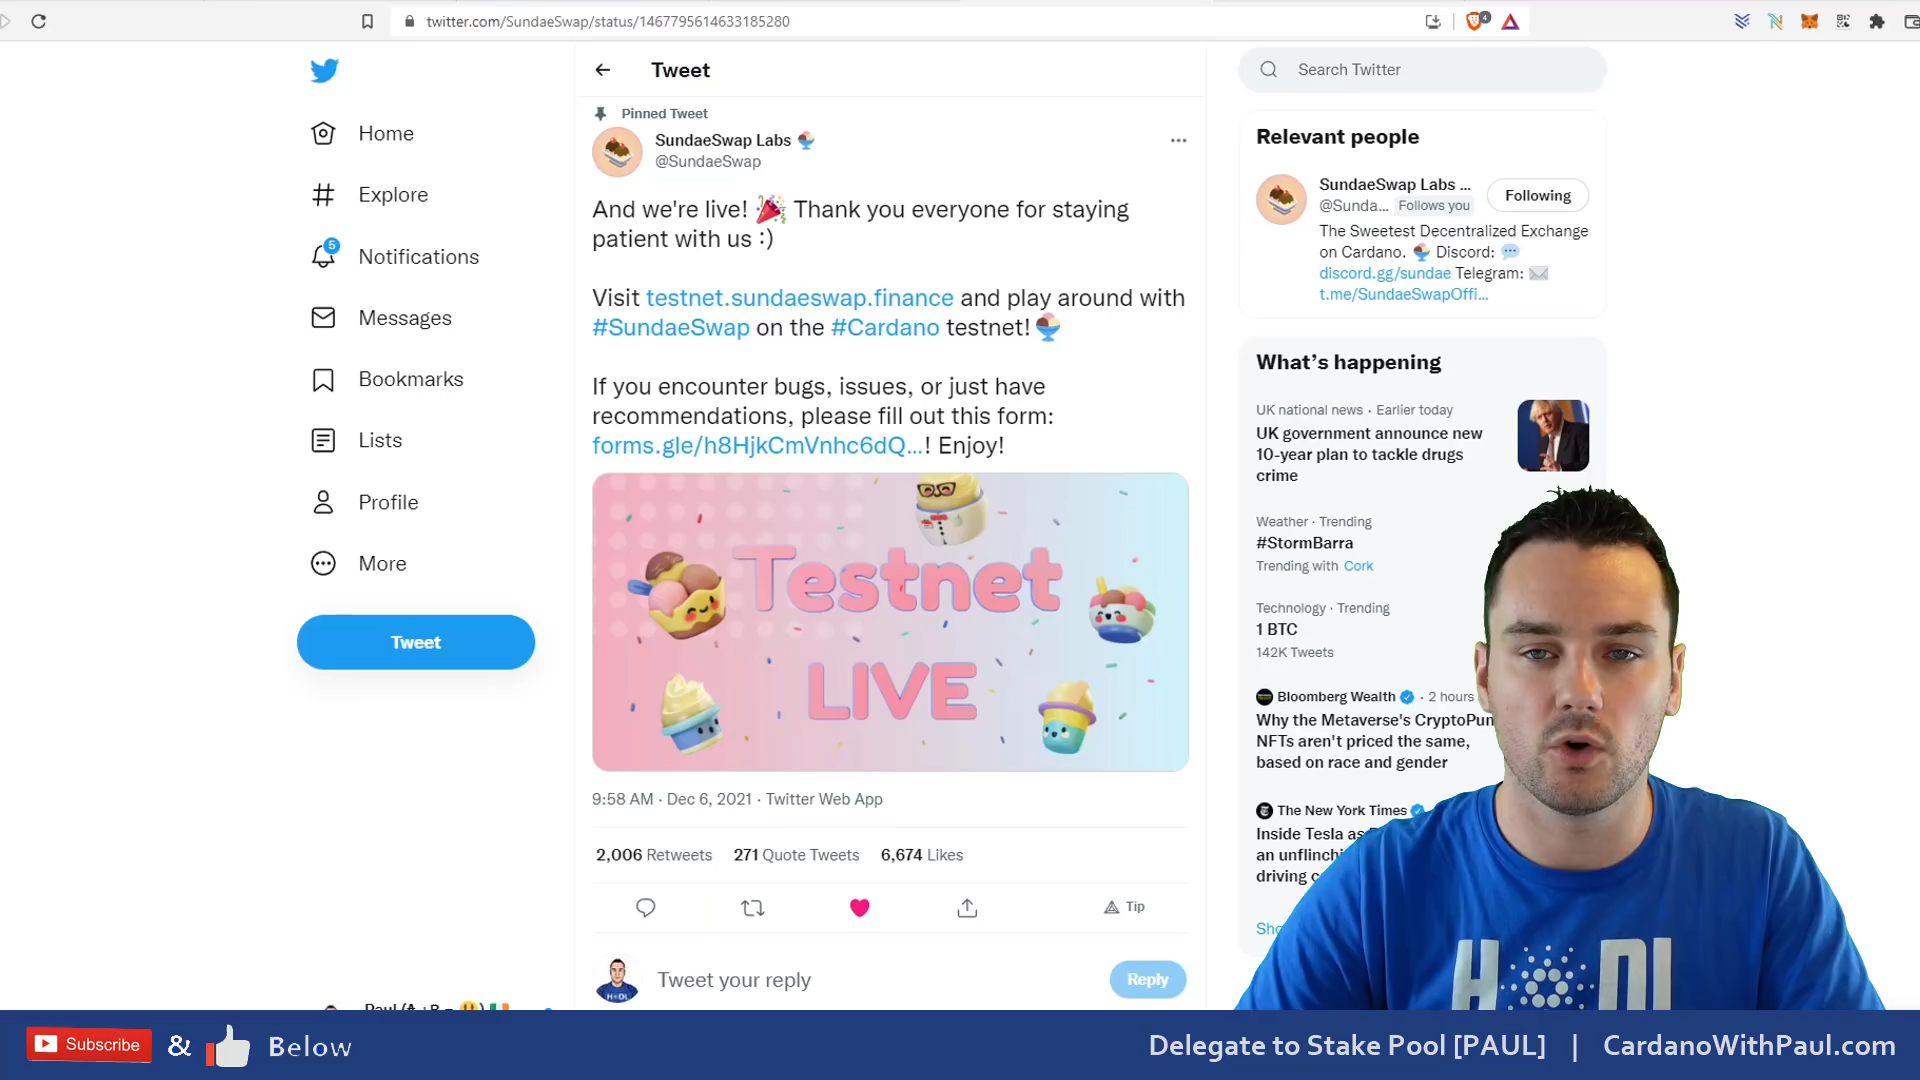 twitter.com/SundaeSwap/status/1467795614633185280
4
Home
Explore
5
Notifications
Messages
Bookmarks
Lists
Profile
More
Tweet
Tweet
Pinned Tweet
SundaeSwap Labs
@SundaeSwap
And we're live! Thank you everyone for staying
patient with us :)
Visit testnet.sundaeswap.finance and play around with
#SundaeSwap on the #Cardano testnet!
If you encounter bugs, issues, or just have
recommendations, please fill out this form:
forms.gle/h8HjkCmVnhc6dQ...! Enjoy!
Testnet
LIVE
9:58 AM · Dec 6, 2021 · Twitter Web App
2,006 Retweets 271 Quote Tweets 6,674 Likes
Tip
Tweet your reply
Reply
Search Twitter
Relevant people
SundaeSwap Labs ...
@Sunda... Follows you
Following
The Sweetest Decentralized Exchange
on Cardano. Discord:
discord.gg/sundae Telegram:
t.me/SundaeSwapOffi...
What's happening
UK national news · Earlier today
UK government announce new
10-year plan to tackle drugs
crime
Weather · Trending
#StormBarra
Trending with Cork
Technology · Trending
1 BTC
142K Tweets
Bloomberg Wealth · 2 hours
Why the Metaverse's CryptoPun
NFTs aren't priced the same,
based on race and gender
The New York Times
Inside Tesla as
an unflinchi
driving c
Sho
Subscribe & Below
Delegate to Stake Pool [PAUL] | CardanoWithPaul.com